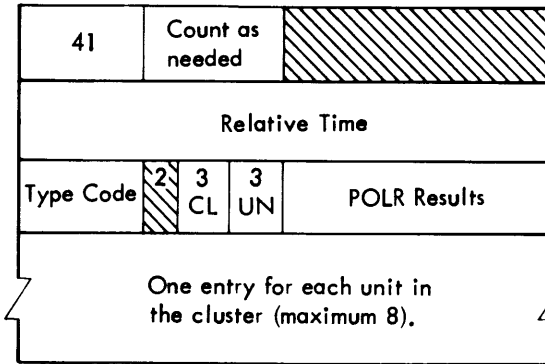 41
Count as
needed
Relative Time
Type Code
2
3
CL
3
UN
POLR Results
One entry for each unit in
the cluster (maximum 8).